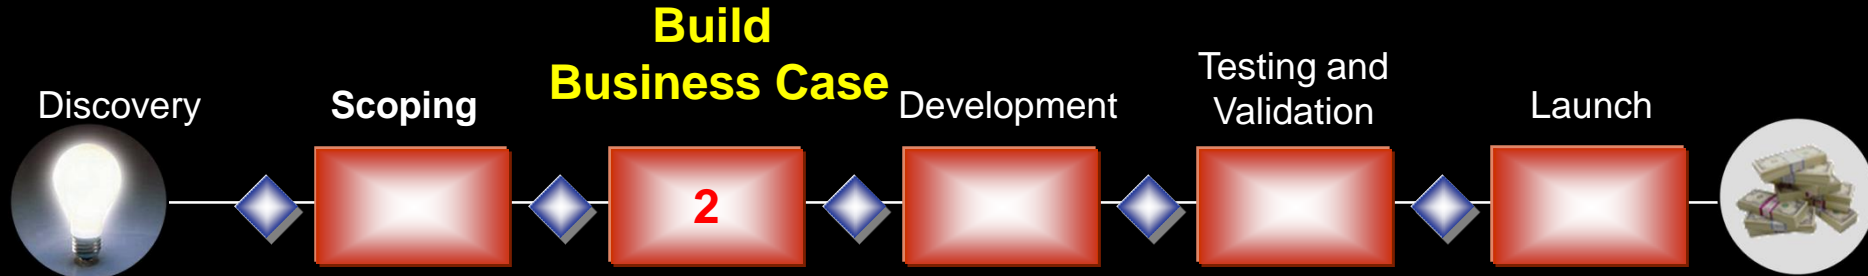 Discovery
Scoping
Build
Business Case
Development
Testing and
Validation
Launch
2